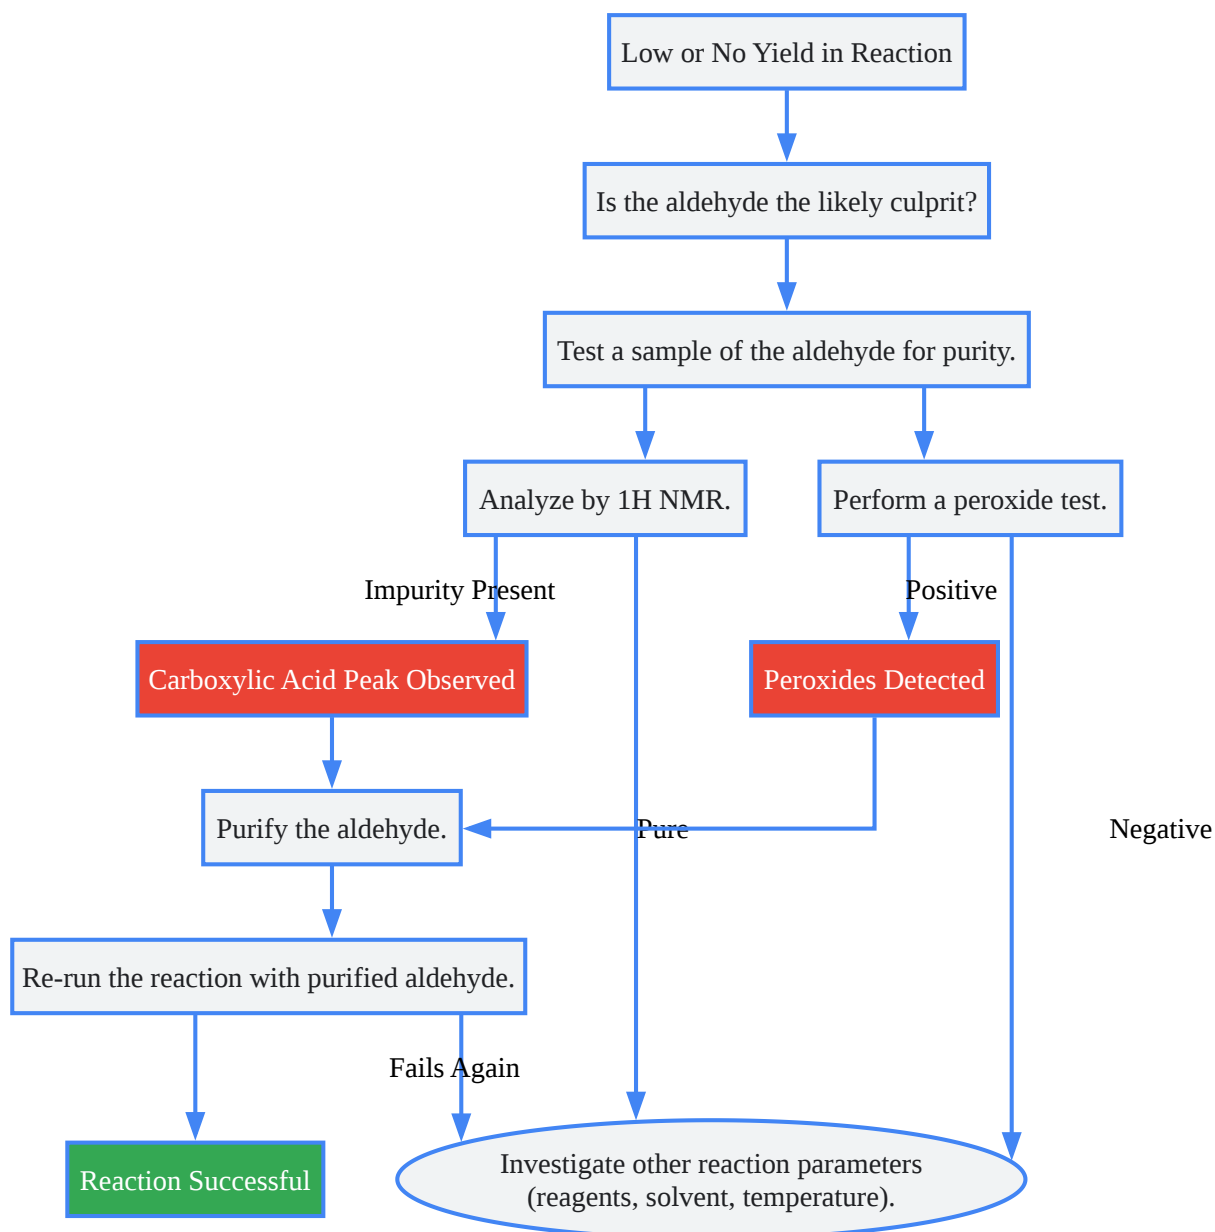 Low or No Yield in Reaction
Is the aldehyde the likely culprit?
Test a sample of the aldehyde for purity.
Analyze by 1H NMR.
Perform a peroxide test.
Impurity Present
Positive
Carboxylic Acid Peak Observed
Peroxides Detected
Purify the aldehyde.
Pure
Negative
Re-run the reaction with purified aldehyde.
Fails Again
Reaction Successful
Investigate other reaction parameters
(reagents, solvent, temperature).